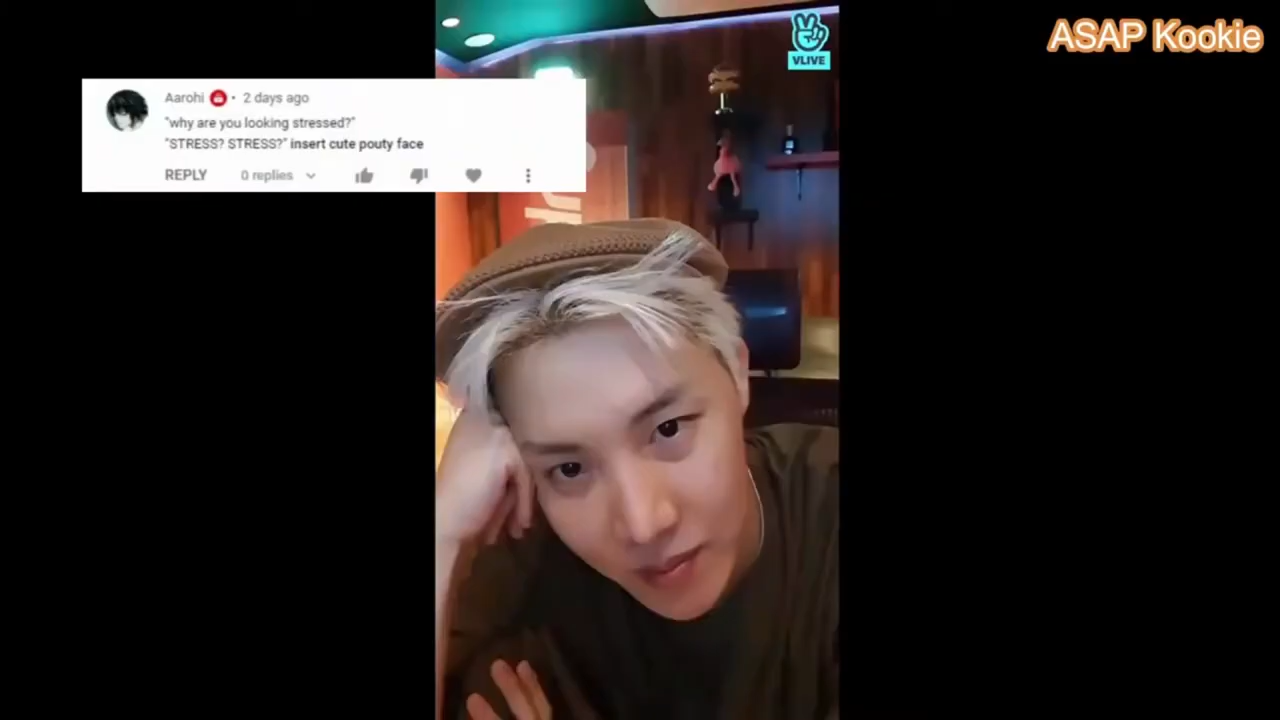 ASAP Kookie
VLIVE
Aarohi • 2 days ago
"why are you looking stressed?"
"STRESS? STRESS?" insert cute pouty face
REPLY 0 replies